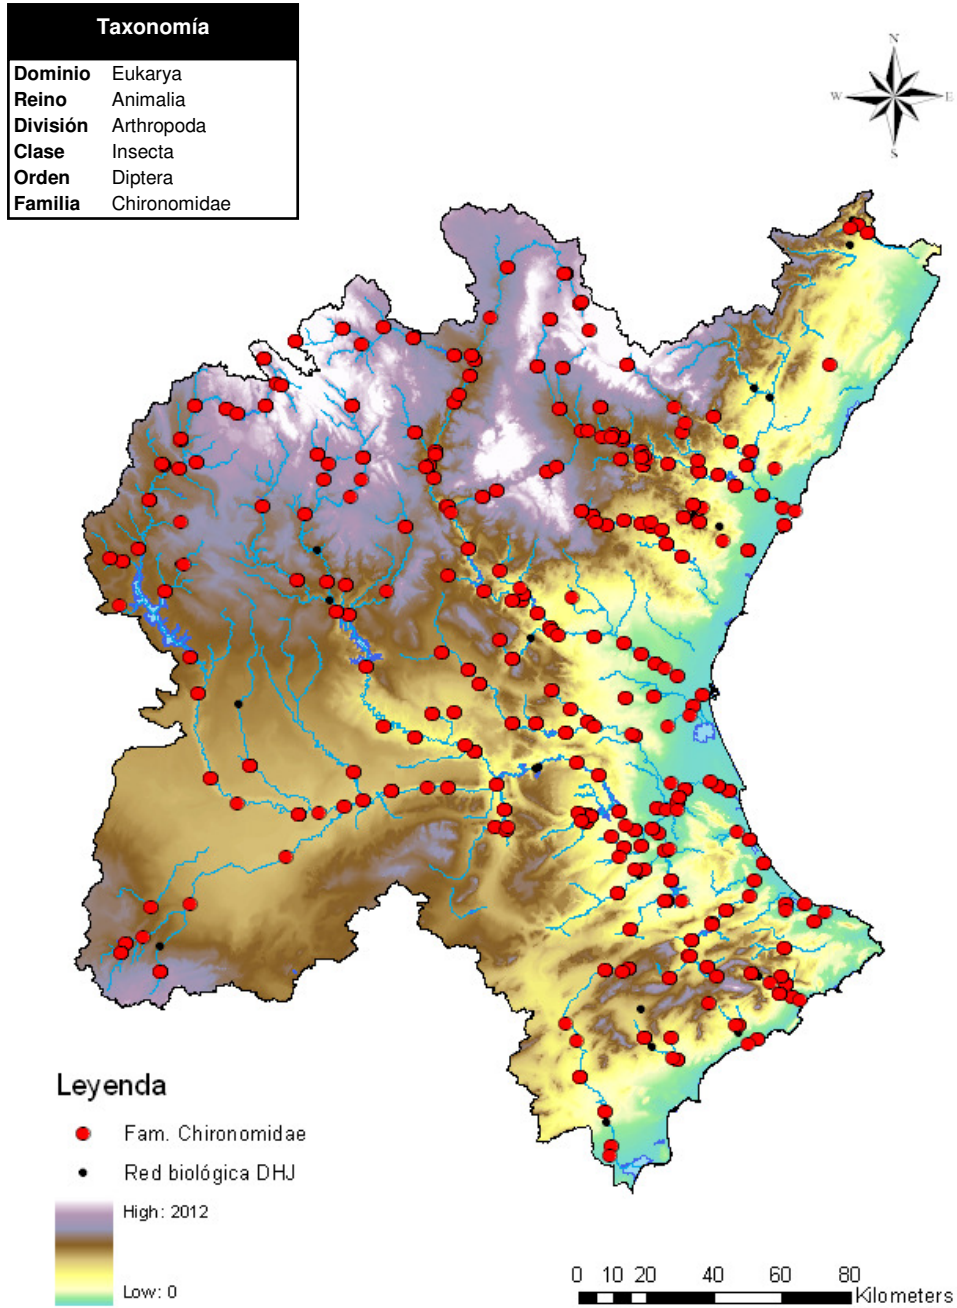 Taxonomía
Dominio Eukarya
Reino Animalia
División Arthropoda
Clase Insecta
Orden Diptera
Familia Chironomidae
N
W E
S
Leyenda
Fam. Chironomidae
Red biológica DHJ
High: 2012
Low: 0
0 10 20 40 60 80
Kilometers